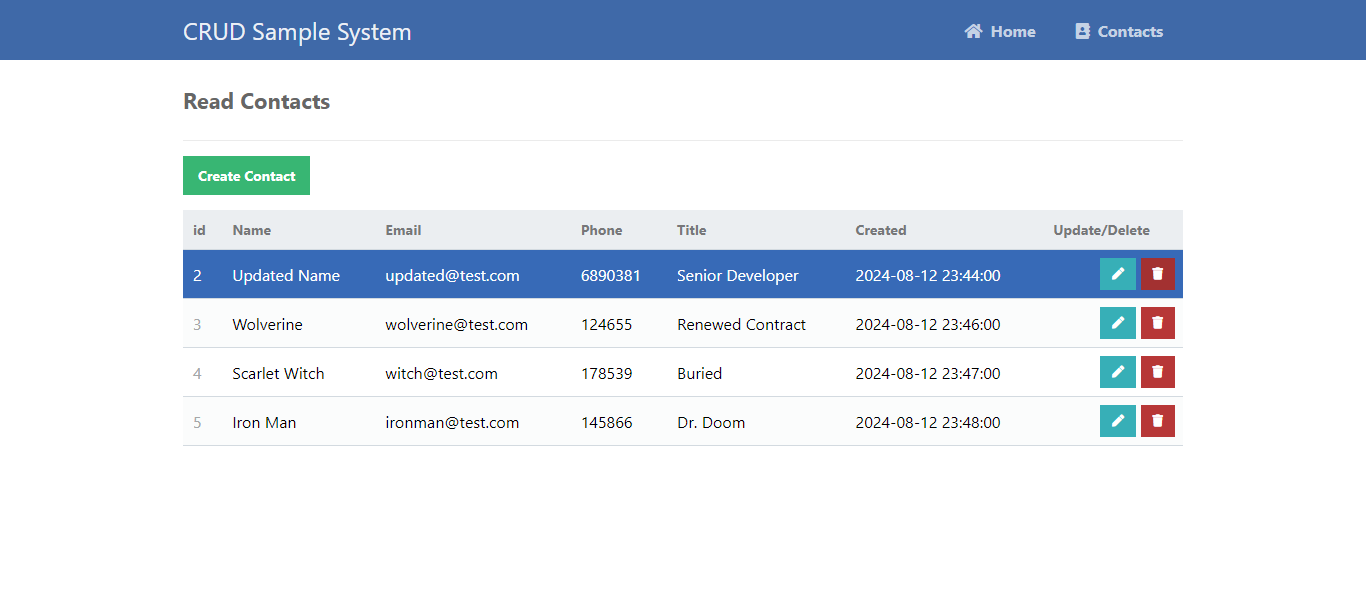 CRUD Sample System Home Contacts
Read Contacts
Create Contact
id Name Email Phone Title Created Update/Delete
2 Updated Name updated@test.com 6890381 Senior Developer 2024-08-12 23:44:00
3 Wolverine wolverine@test.com 124655 Renewed Contract 2024-08-12 23:46:00
4 Scarlet Witch witch@test.com 178539 Buried 2024-08-12 23:47:00
5 Iron Man ironman@test.com 145866 Dr. Doom 2024-08-12 23:48:00